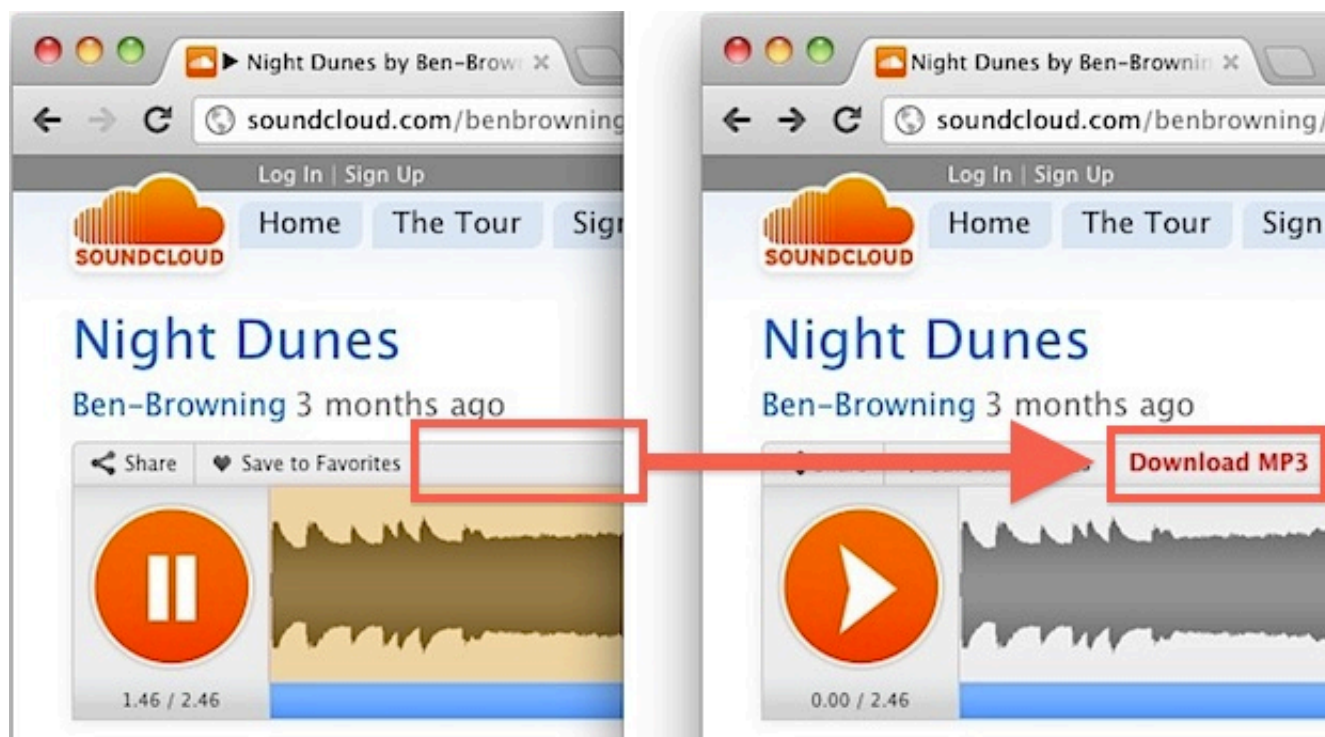 ▶ Night Dunes by Ben-Brow
soundcloud.com/benbrowning
Log In | Sign Up
SOUNDCLOUD
Home The Tour Sig
Night Dunes
Ben-Browning 3 months ago
Share Save to Favorites
1.46 / 2.46
Night Dunes by Ben-Brownin
soundcloud.com/benbrowning/
Log In | Sign Up
SOUNDCLOUD
Home The Tour Sign
Night Dunes
Ben-Browning 3 months ago
Download MP3
0.00 / 2.46